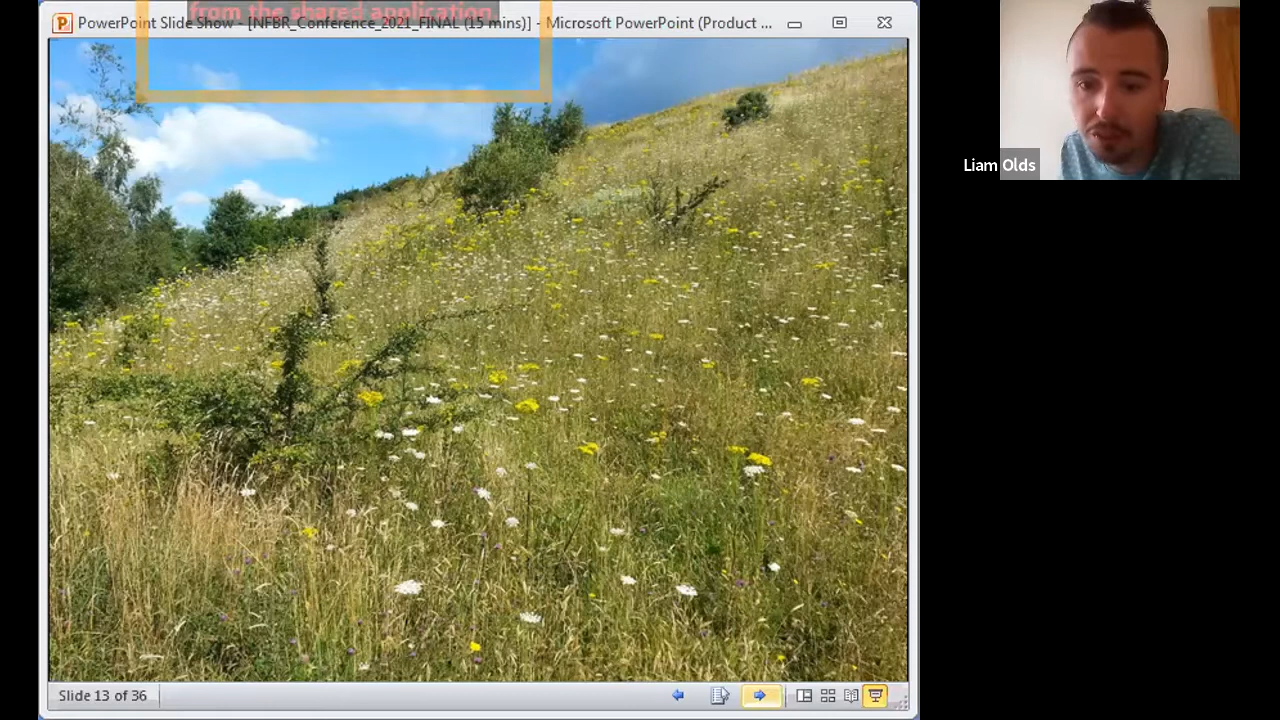 from the shared application
PowerPoint Slide Show - [NFBR_Conference_2021_FINAL (15 mins)] - Microsoft PowerPoint (Product ...
Liam Olds
Slide 13 of 36